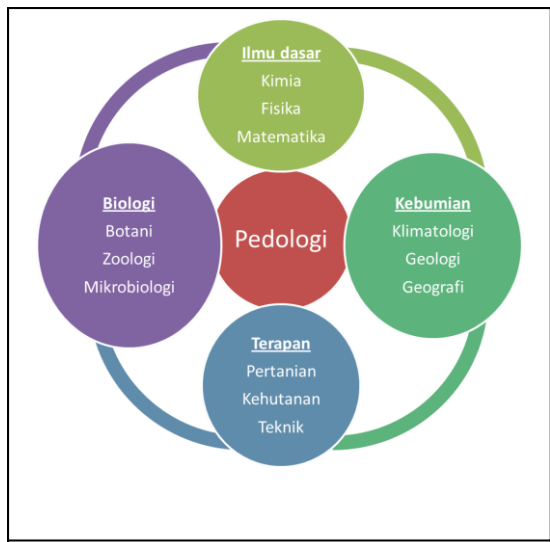 Ilmu dasar
Kimia
Fisika
Matematika
Biologi
Botani
Zoologi
Mikrobiologi
Pedologi
Kebumian
Klimatologi
Geologi
Geografi
Terapan
Pertanian
Kehutanan
Teknik